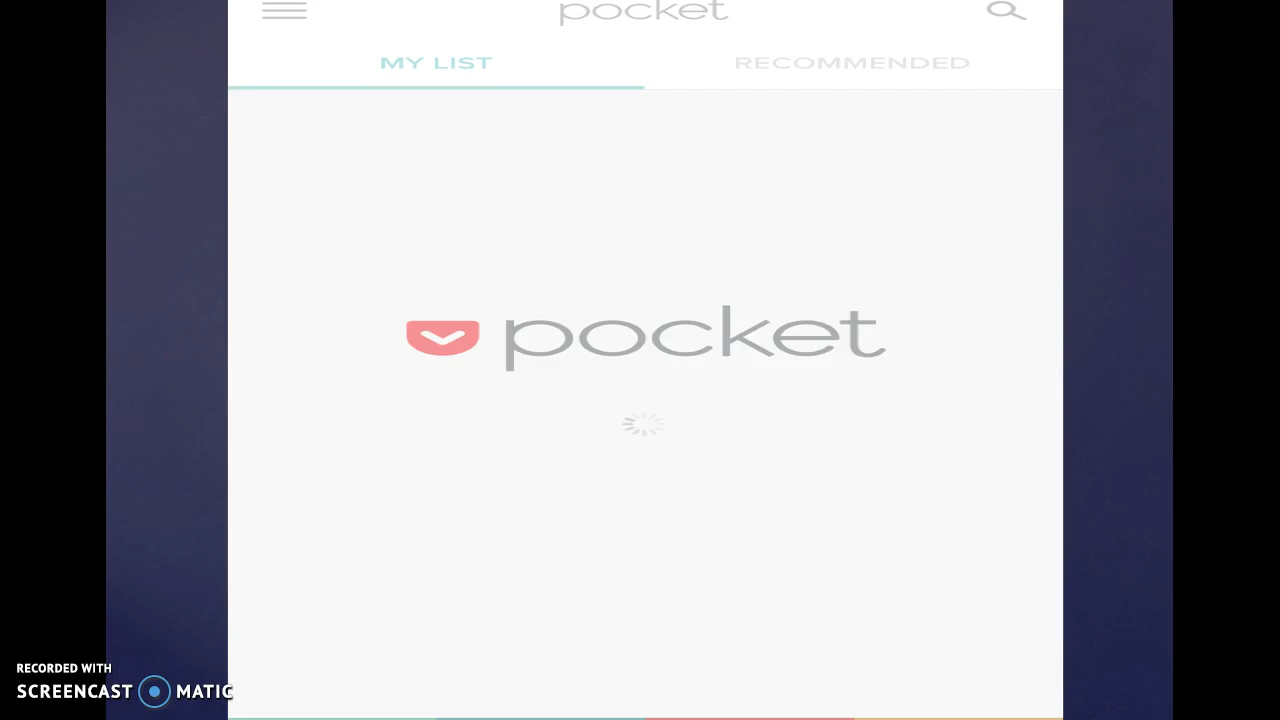 pocket
MY LIST RECOMMENDED
pocket
RECORDED WITH
SCREENCAST MATIC